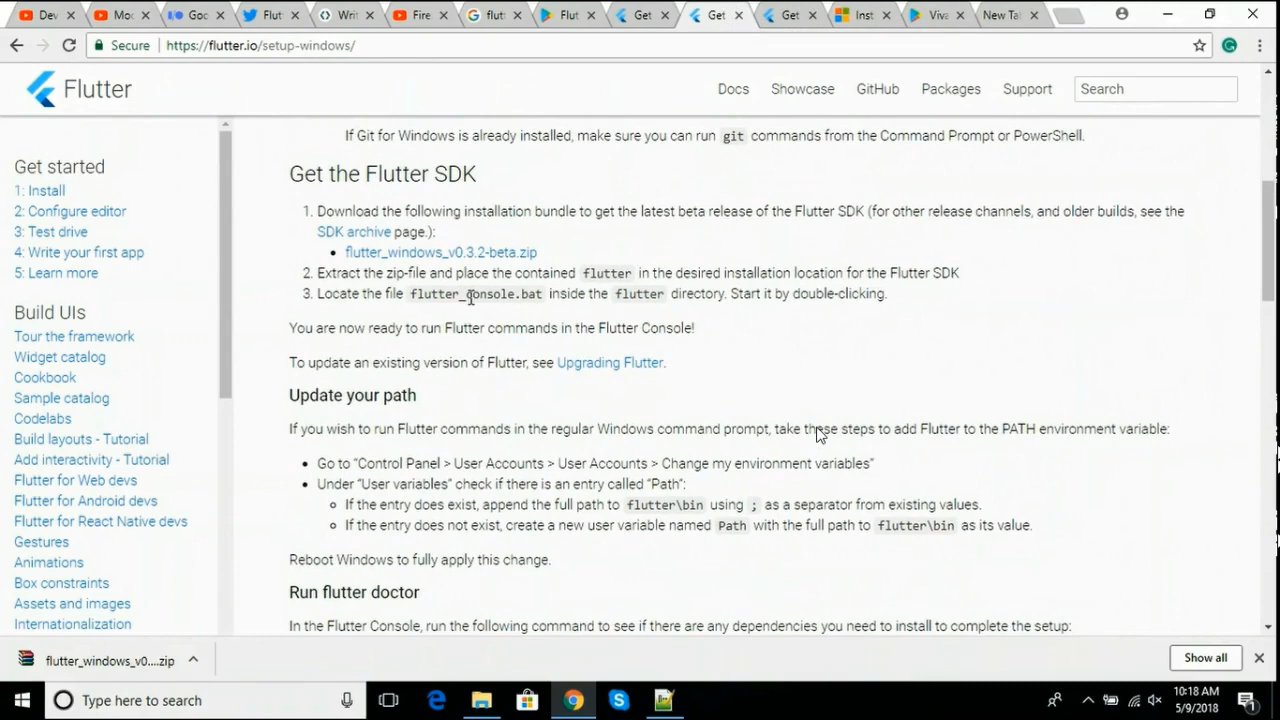 Dev
Moc
Goc
Flutt
Writ
Fire
flutt
Flut
Get
Get
Get
Inst
Viva
New Ta
Secure
https://flutter.io/setup-windows/
Flutter
Docs
Showcase
GitHub
Packages
Support
Search
Get started
1: Install
2: Configure editor
3: Test drive
4: Write your first app
5: Learn more
Build UIs
Tour the framework
Widget catalog
Cookbook
Sample catalog
Codelabs
Build layouts - Tutorial
Add interactivity - Tutorial
Flutter for Web devs
Flutter for Android devs
Flutter for React Native devs
Gestures
Animations
Box constraints
Assets and images
Internationalization
If Git for Windows is already installed, make sure you can run git commands from the Command Prompt or PowerShell.
Get the Flutter SDK
1. Download the following installation bundle to get the latest beta release of the Flutter SDK (for other release channels, and older builds, see the
SDK archive page.):
• flutter_windows_v0.3.2-beta.zip
2. Extract the zip-file and place the contained flutter in the desired installation location for the Flutter SDK
3. Locate the file flutter_console.bat inside the flutter directory. Start it by double-clicking.
You are now ready to run Flutter commands in the Flutter Console!
To update an existing version of Flutter, see Upgrading Flutter.
Update your path
If you wish to run Flutter commands in the regular Windows command prompt, take these steps to add Flutter to the PATH environment variable:
• Go to “Control Panel > User Accounts > User Accounts > Change my environment variables”
• Under “User variables” check if there is an entry called “Path”:
If the entry does exist, append the full path to flutter\bin using ; as a separator from existing values.
If the entry does not exist, create a new user variable named Path with the full path to flutter\bin as its value.
Reboot Windows to fully apply this change.
Run flutter doctor
In the Flutter Console, run the following command to see if there are any dependencies you need to install to complete the setup:
flutter_windows_v0....zip
Show all
Type here to search
10:18 AM
5/9/2018
1